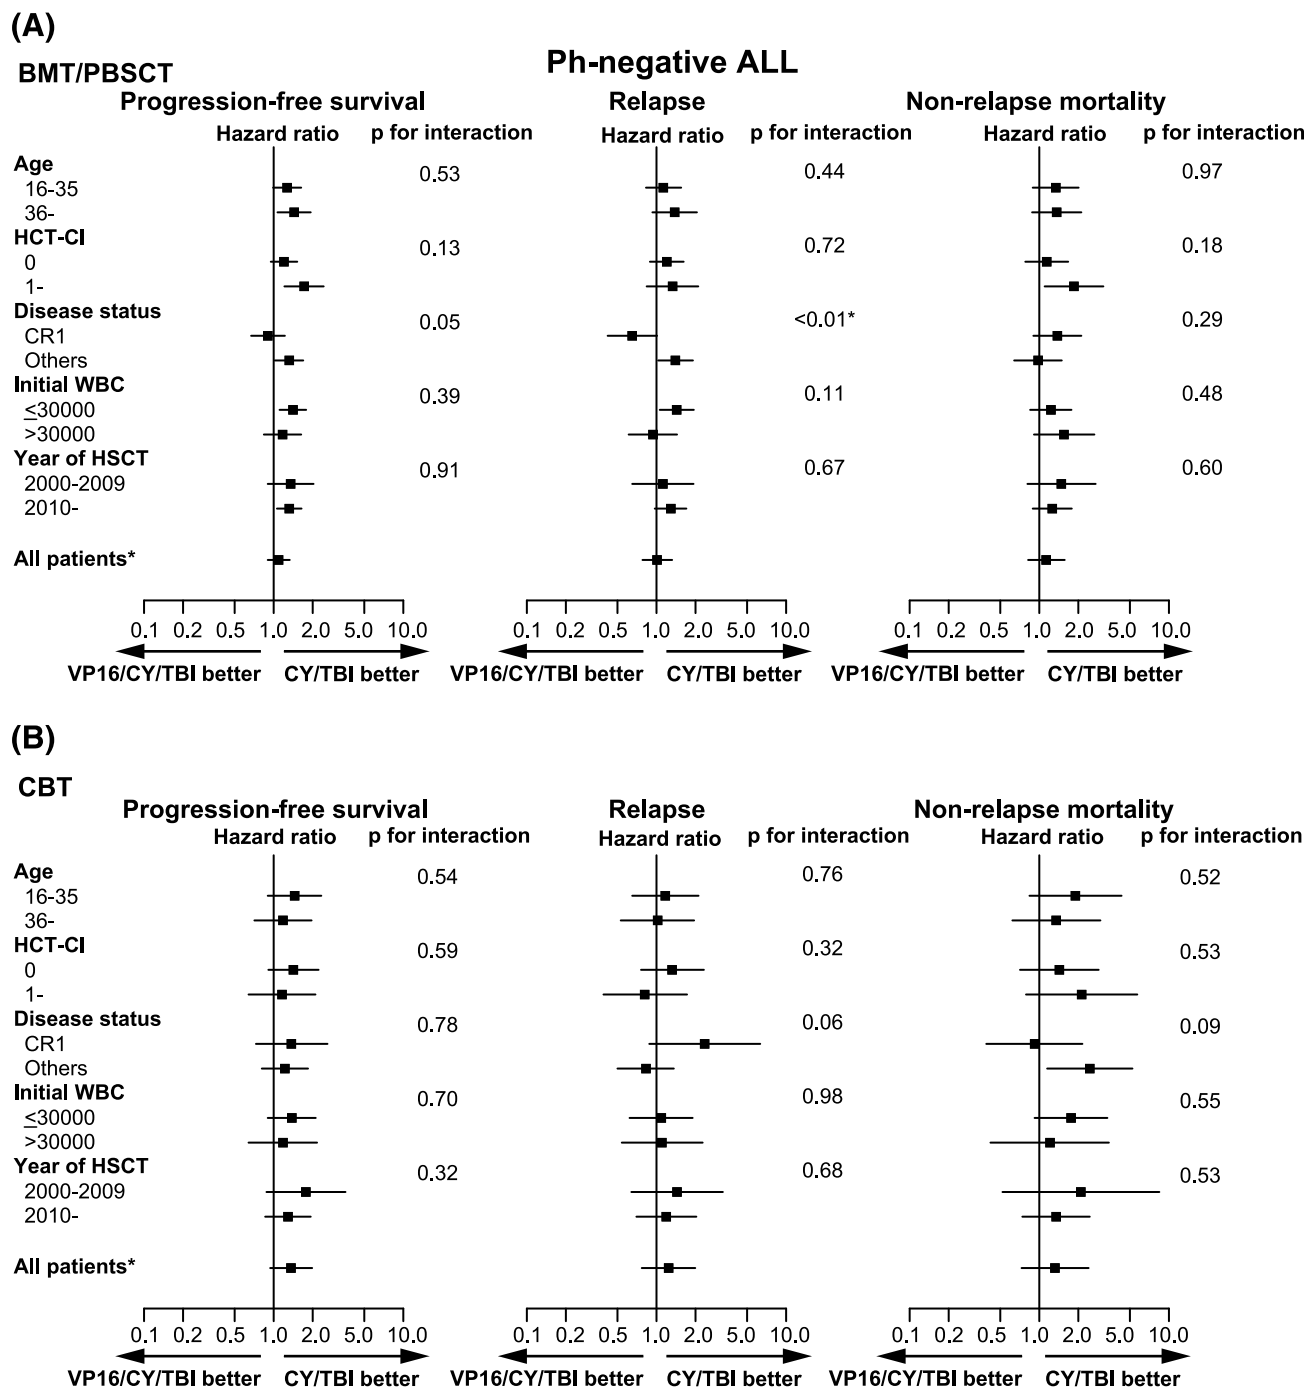 (A)
BMT/PBSCT
Ph-negative ALL
Progression-free survival Relapse Non-relapse mortality
Hazard ratio p for interaction Hazard ratio p for interaction Hazard ratio p for interaction
Age 0.53 0.44 0.97
16-35
36-
HCT-CI 0.13 0.72 0.18
0
1-
Disease status 0.05 <0.01* 0.29
CR1
Others
Initial WBC 0.39 0.11 0.48
≤30000
>30000
Year of HSCT 0.91 0.67 0.60
2000-2009
2010-
All patients*
0.1 0.2 0.5 1.0 2.0 5.0 10.0 0.1 0.2 0.5 1.0 2.0 5.0 10.0 0.1 0.2 0.5 1.0 2.0 5.0 10.0
VP16/CY/TBI better CY/TBI better VP16/CY/TBI better CY/TBI better VP16/CY/TBI better CY/TBI better
(B)
CBT
Progression-free survival Relapse Non-relapse mortality
Hazard ratio p for interaction Hazard ratio p for interaction Hazard ratio p for interaction
Age 0.54 0.76 0.52
16-35
36-
HCT-CI 0.59 0.32 0.53
0
1-
Disease status 0.78 0.06 0.09
CR1
Others
Initial WBC 0.70 0.98 0.55
≤30000
>30000
Year of HSCT 0.32 0.68 0.53
2000-2009
2010-
All patients*
0.1 0.2 0.5 1.0 2.0 5.0 10.0 0.1 0.2 0.5 1.0 2.0 5.0 10.0 0.1 0.2 0.5 1.0 2.0 5.0 10.0
VP16/CY/TBI better CY/TBI better VP16/CY/TBI better CY/TBI better VP16/CY/TBI better CY/TBI better